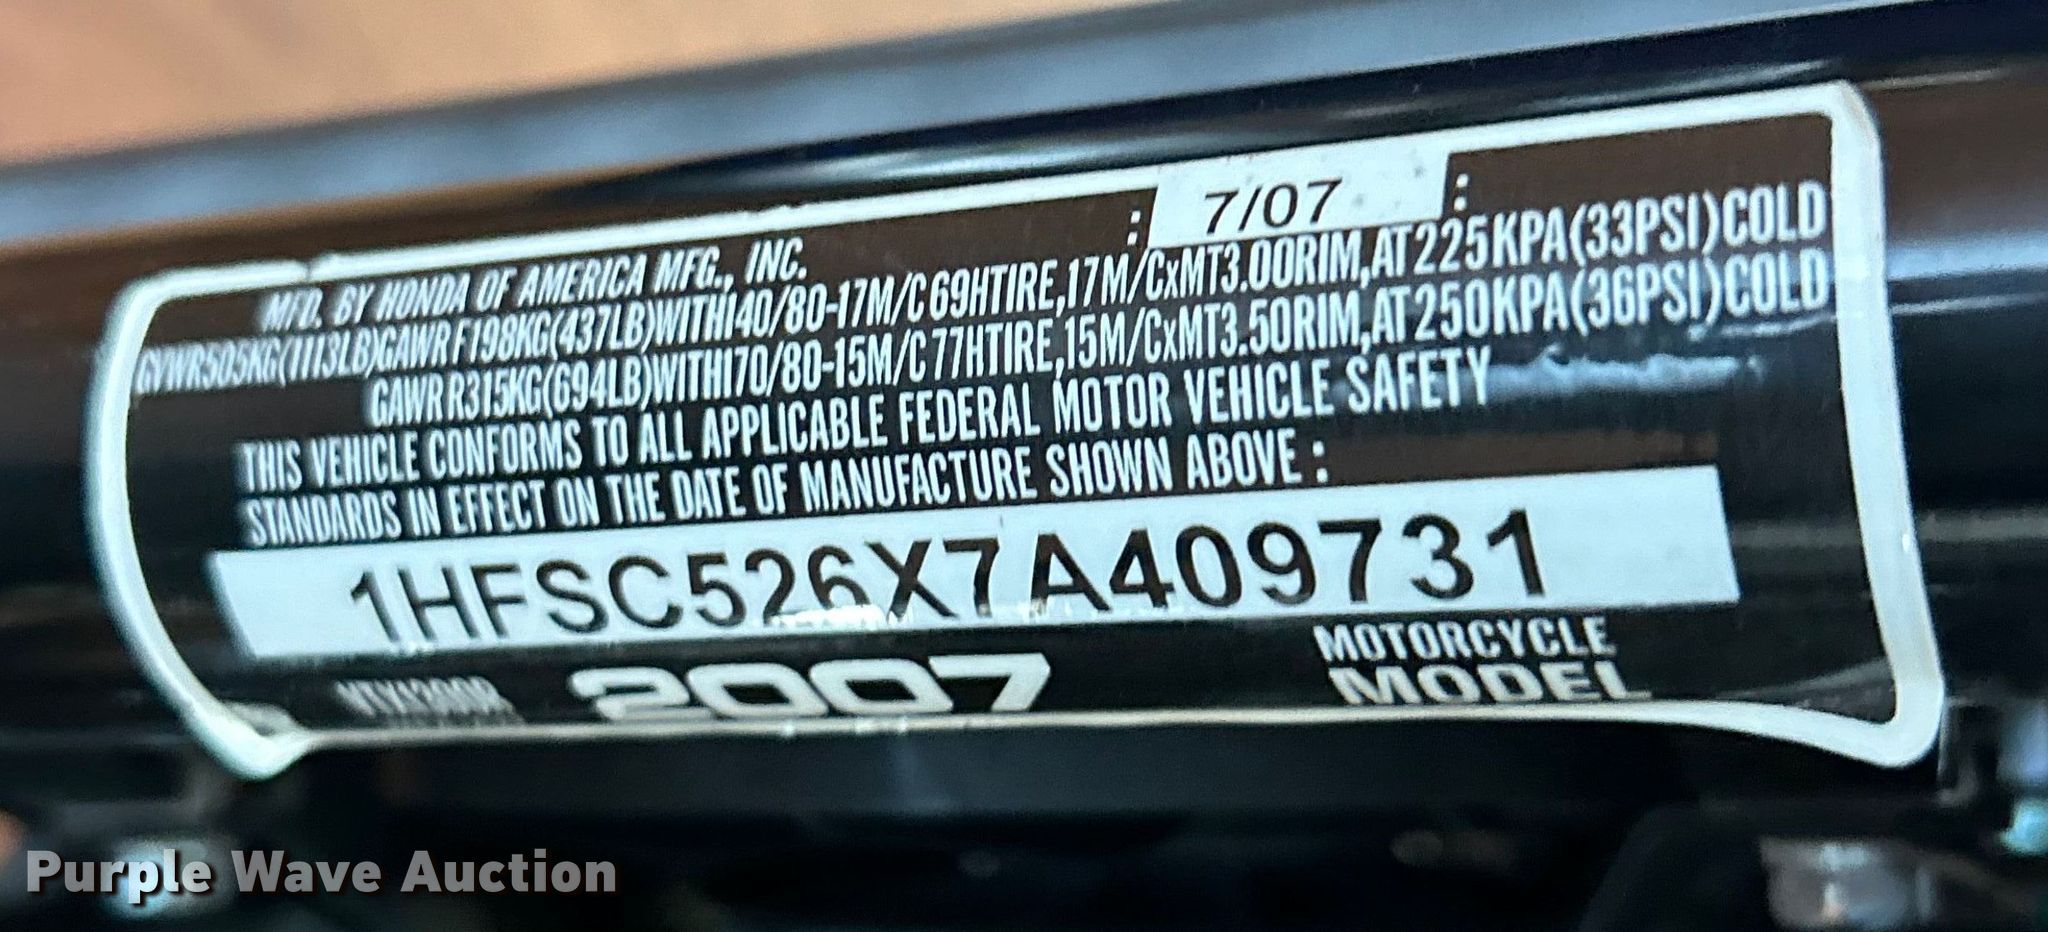 : 7/07 :
MFD. BY HONDA OF AMERICA MFG., INC.
GVWR505KG(1113LB)GAWR F198KG(437LB)WITH140/80-17M/C 69HTIRE,17M/CxMT3.00RIM,AT225KPA(33PSI)COLD
GAWR R315KG(694LB)WITH170/80-15M/C 77HTIRE,15M/CxMT3.50RIM,AT250KPA(36PSI)COLD
THIS VEHICLE CONFORMS TO ALL APPLICABLE FEDERAL MOTOR VEHICLE SAFETY
STANDARDS IN EFFECT ON THE DATE OF MANUFACTURE SHOWN ABOVE :
1HFSC526X7A409731
VTX1300R 2007 MOTORCYCLE
MODEL
Purple Wave Auction